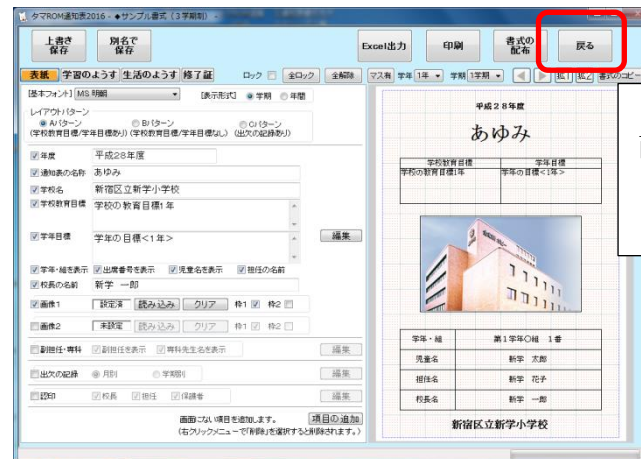 タマROM通知表2016 - ◆サンプル書式(3学期制) -
上書き保存 別名で保存 Excel出力 印刷 書式の配布 戻る
表紙 学習のようす 生活のようす 修了証 ロック 全ロック 全解除 マス有 学年 1年 学期 1学期 拡1 拡2 書式のコピー
[基本フォント] MS 明朝 [表示形式] 学期 年間
レイアウトパターン
Aパターン Bパターン Cパターン
(学校教育目標/学年目標あり) (学校教育目標/学年目標なし) (出欠の記録あり)
年度 平成28年度
通知表の名称 あゆみ
学校名 新宿区立新学小学校
学校教育目標 学校の教育目標1年
学年目標 学年の目標<1年> 編集
学年・組を表示 出席番号を表示 児童名を表示 担任の名前
校長の名前 新学 一郎
画像1 設定済 読み込み クリア 枠1 枠2
画像2 未設定 読み込み クリア 枠1 枠2
副担任・専科 副担任を表示 専科先生名を表示 編集
出欠の記録 月別 学期別 編集
認印 校長 担任 保護者 編集
画面にない項目を追加します。 項目の追加
(右クリックメニューで「削除」を選択すると削除されます。)
平成28年度
あゆみ
学校教育目標 学年目標
学校の教育目標1年 学年の目標<1年>
学年・組 第1学年〇組 1番
児童名 新学 太郎
担任名 新学 花子
校長名 新学 一郎
新宿区立新学小学校